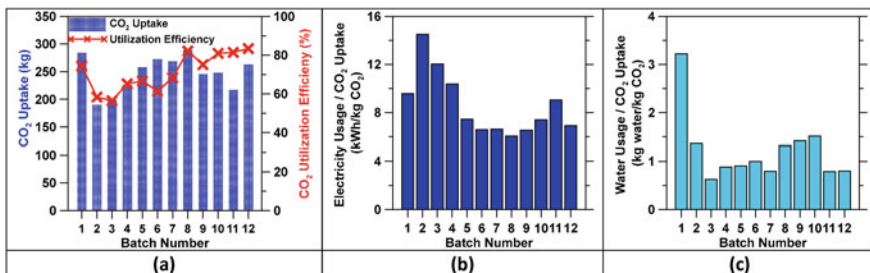 350
300
250
200
150
100
50
0
CO₂ Uptake (kg)
CO₂ Uptake
Utilization Efficiency
100
80
60
40
20
0
CO₂ Utilization Efficieny (%)
1 2 3 4 5 6 7 8 9 10 11 12
Batch Number
(a)
16
12
8
4
0
Electricity Usage / CO₂ Uptake
(kWh/kg CO₂)
1 2 3 4 5 6 7 8 9 10 11 12
Batch Number
(b)
4
3
2
1
0
Water Usage / CO₂ Uptake
(kg water/kg CO₂)
1 2 3 4 5 6 7 8 9 10 11 12
Batch Number
(c)